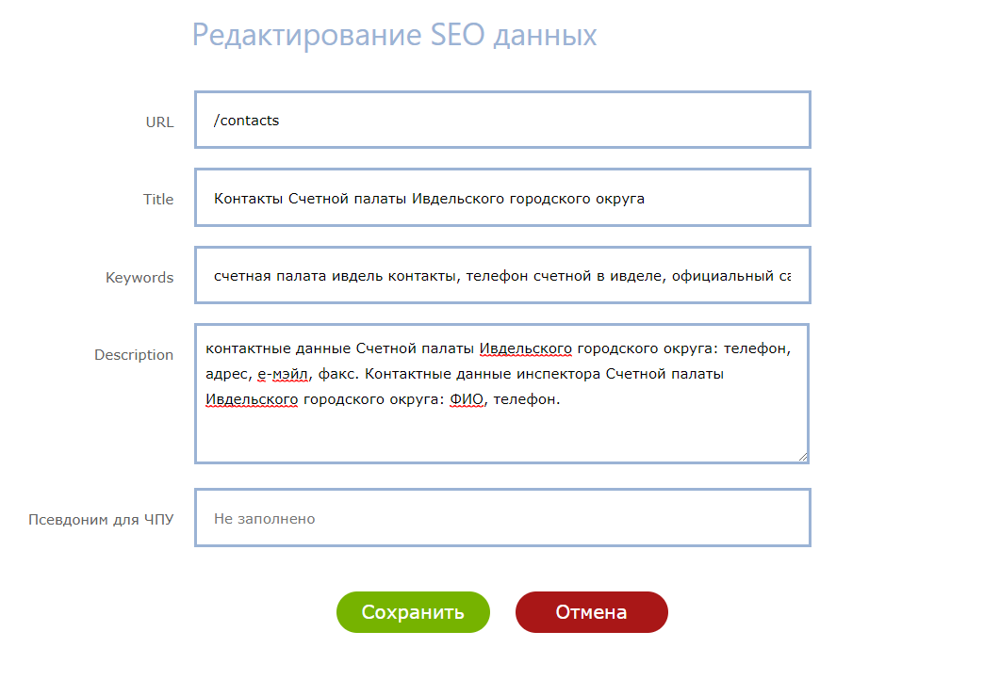 Редактирование SEO данных
URL
/contacts
Title
Контакты Счетной палаты Ивдельского городского округа
Keywords
счетная палата ивдель контакты, телефон счетной в ивделе, официальный
Description
контактные данные Счетной палаты Ивдельского городского округа: телефон,
адрес, е-мэйл, факс. Контактные данные инспектора Счетной палаты
Ивдельского городского округа: ФИО, телефон.
Псевдоним для ЧПУ
Не заполнено
Сохранить
Отмена